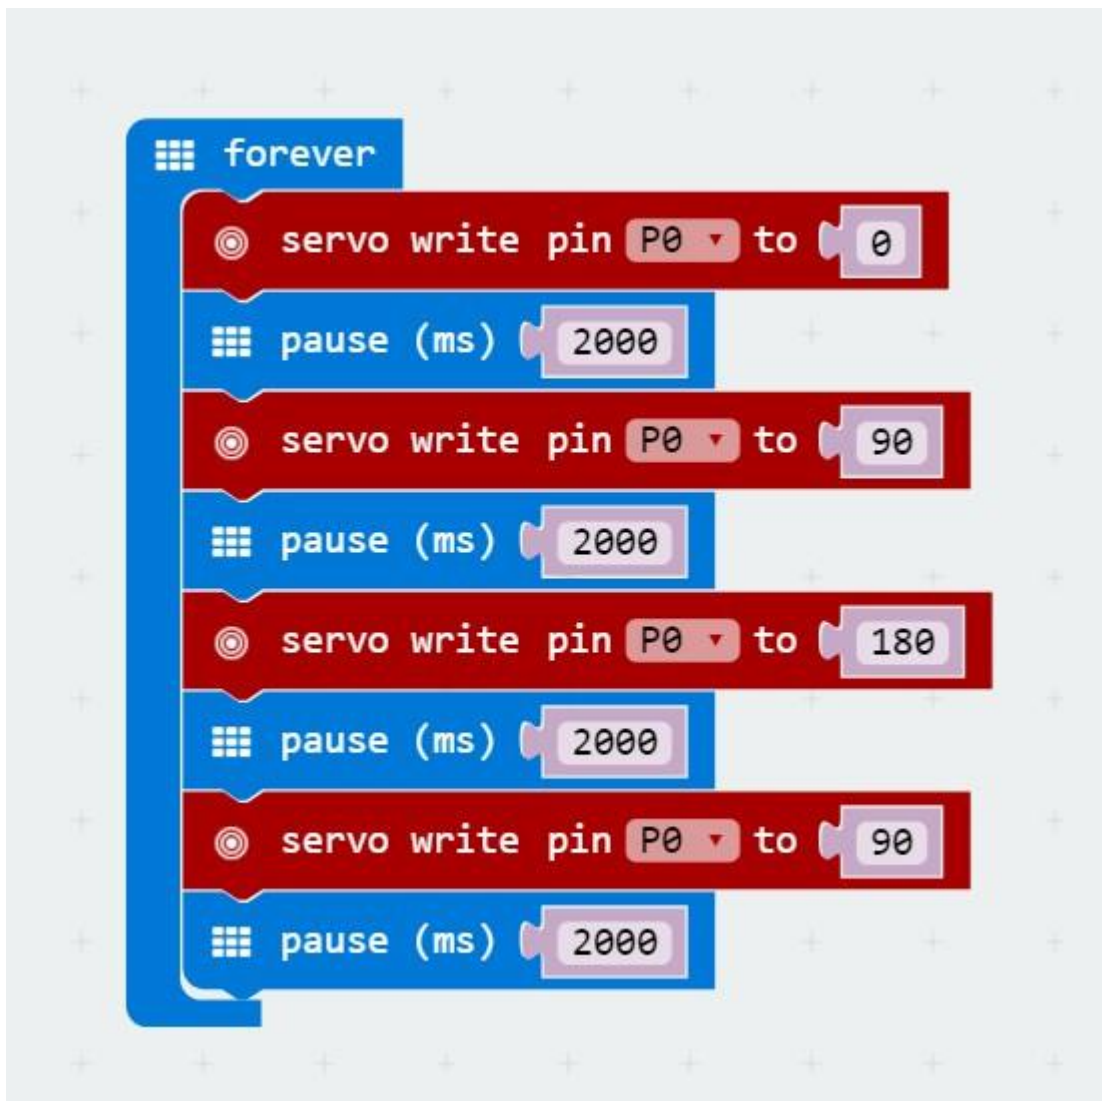 forever
servo write pin P0 to 0
pause (ms) 2000
servo write pin P0 to 90
pause (ms) 2000
servo write pin P0 to 180
pause (ms) 2000
servo write pin P0 to 90
pause (ms) 2000